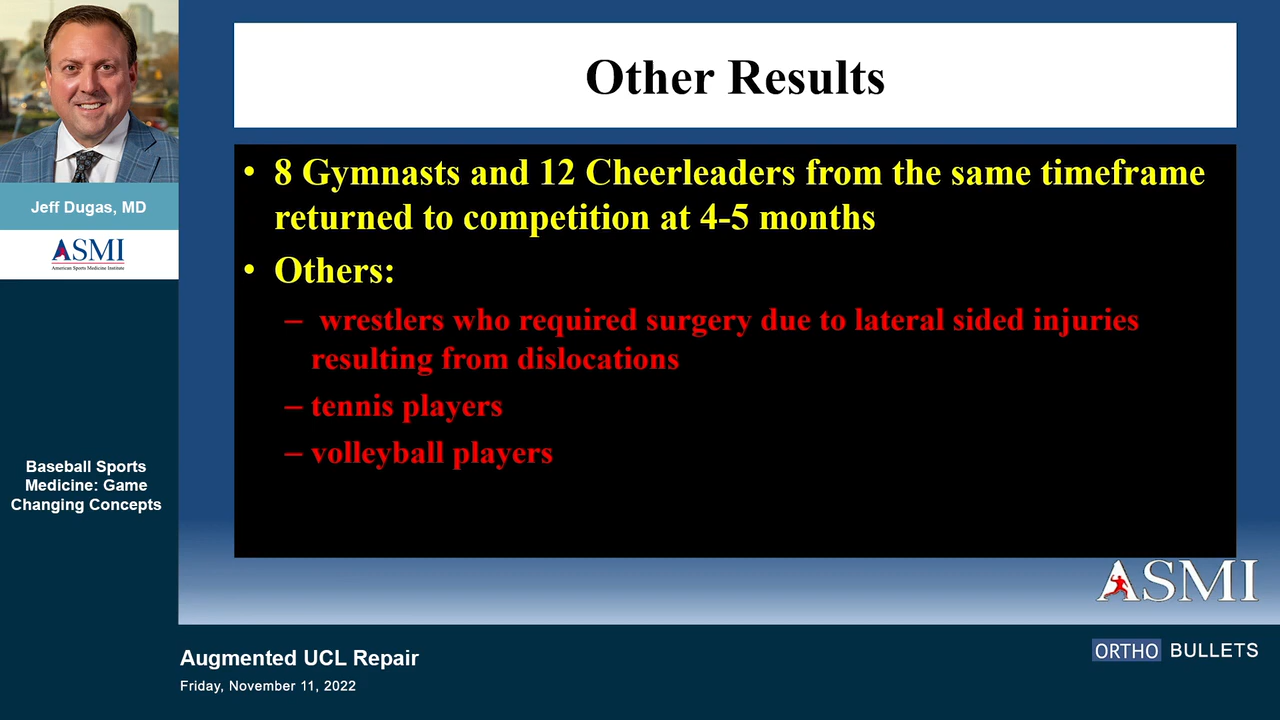 Other Results
• 8 Gymnasts and 12 Cheerleaders from the same timeframe
returned to competition at 4-5 months
• Others:
– wrestlers who required surgery due to lateral sided injuries
resulting from dislocations
– tennis players
– volleyball players
Jeff Dugas, MD
ASMI
American Sports Medicine Institute
Baseball Sports
Medicine: Game
Changing Concepts
ASMI
Augmented UCL Repair
Friday, November 11, 2022
ORTHO BULLETS